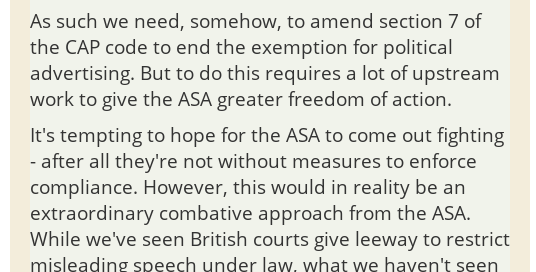 As such we need, somehow, to amend section 7 of
the CAP code to end the exemption for political
advertising. But to do this requires a lot of upstream
work to give the ASA greater freedom of action.
It's tempting to hope for the ASA to come out fighting
- after all they're not without measures to enforce
compliance. However, this would in reality be an
extraordinary combative approach from the ASA.
While we've seen British courts give leeway to restrict
misleading speech under law, what we haven't seen